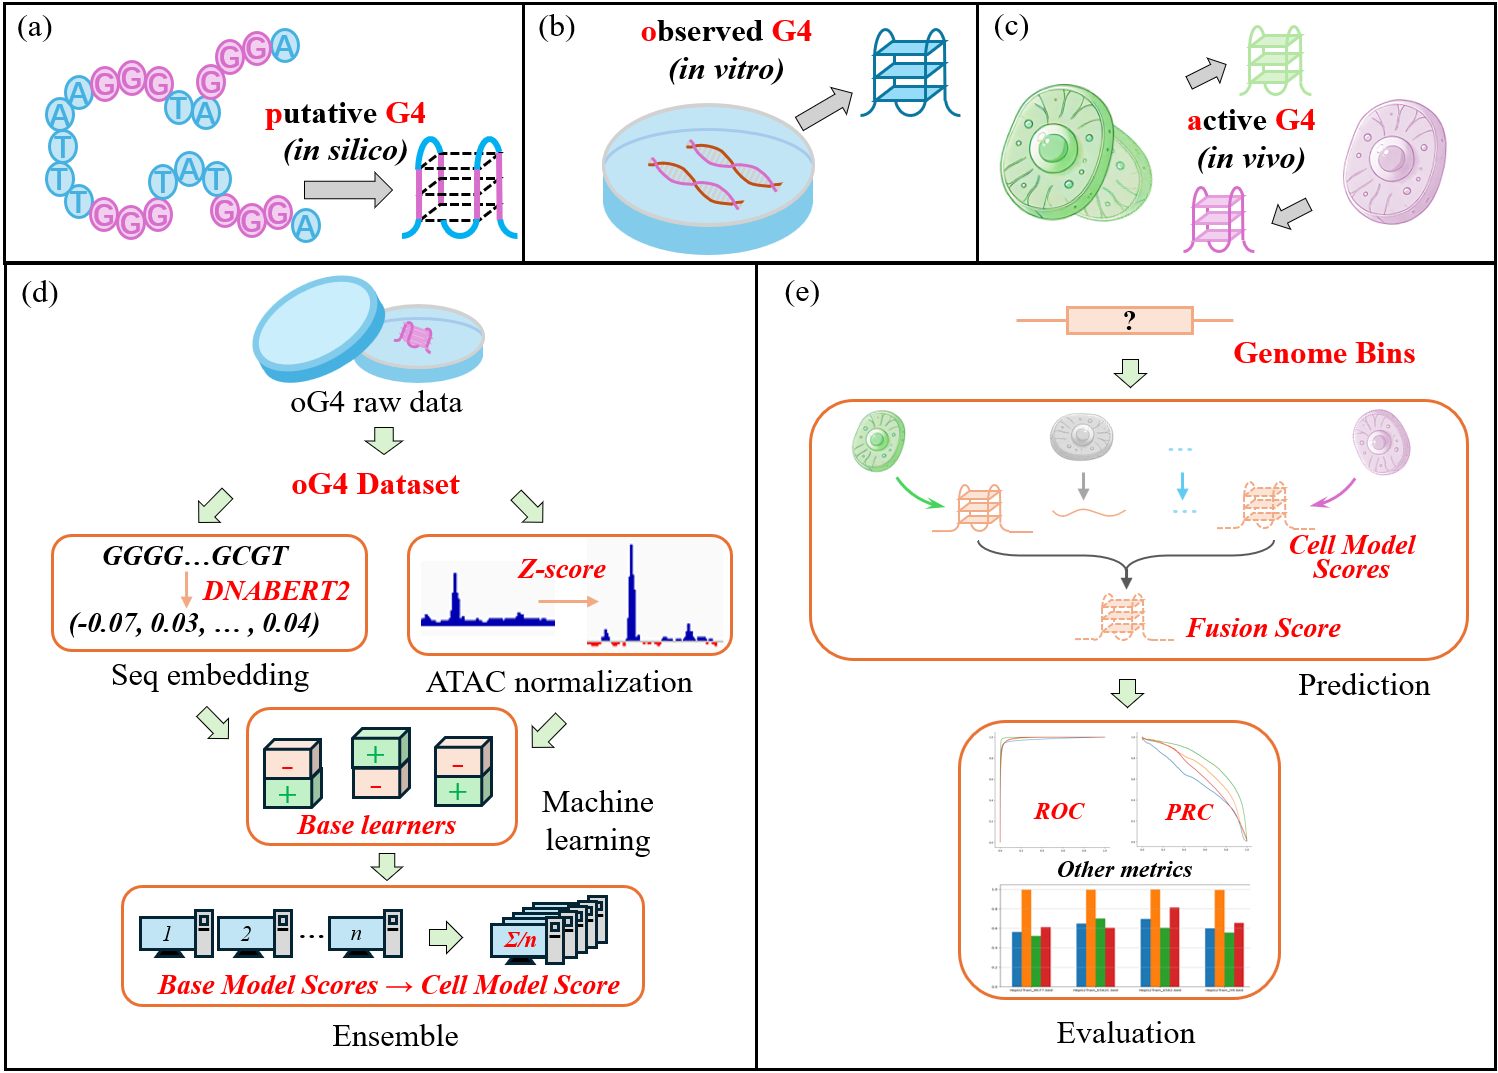 (a)
A A T T T A G G G T A G G G G A
G G G T A T G G G A
putative G4
(in silico)
(b)
observed G4
(in vitro)
(c)
active G4
(in vivo)
(d)
oG4 raw data
oG4 Dataset
GGGG...GCGT
DNABERT2
(-0.07, 0.03, ... , 0.04)
Seq embedding
Z-score
ATAC normalization
- + -
+ - +
Base learners
Machine
learning
1 2 ... n Σ/n
Base Model Scores → Cell Model Score
Ensemble
(e)
?
Genome Bins
...
...
Cell Model
Scores
Fusion Score
Prediction
ROC
PRC
Other metrics
Evaluation